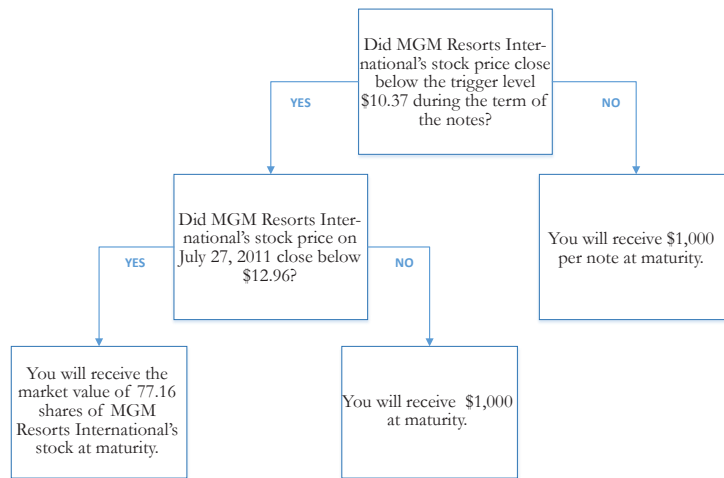 Did MGM Resorts Inter-
national's stock price close
below the trigger level
$10.37 during the term of
the notes?
YES
NO
Did MGM Resorts Inter-
national's stock price on
July 27, 2011 close below
$12.96?
You will receive $1,000
per note at maturity.
YES
NO
You will receive the
market value of 77.16
shares of MGM
Resorts International's
stock at maturity.
You will receive $1,000
at maturity.